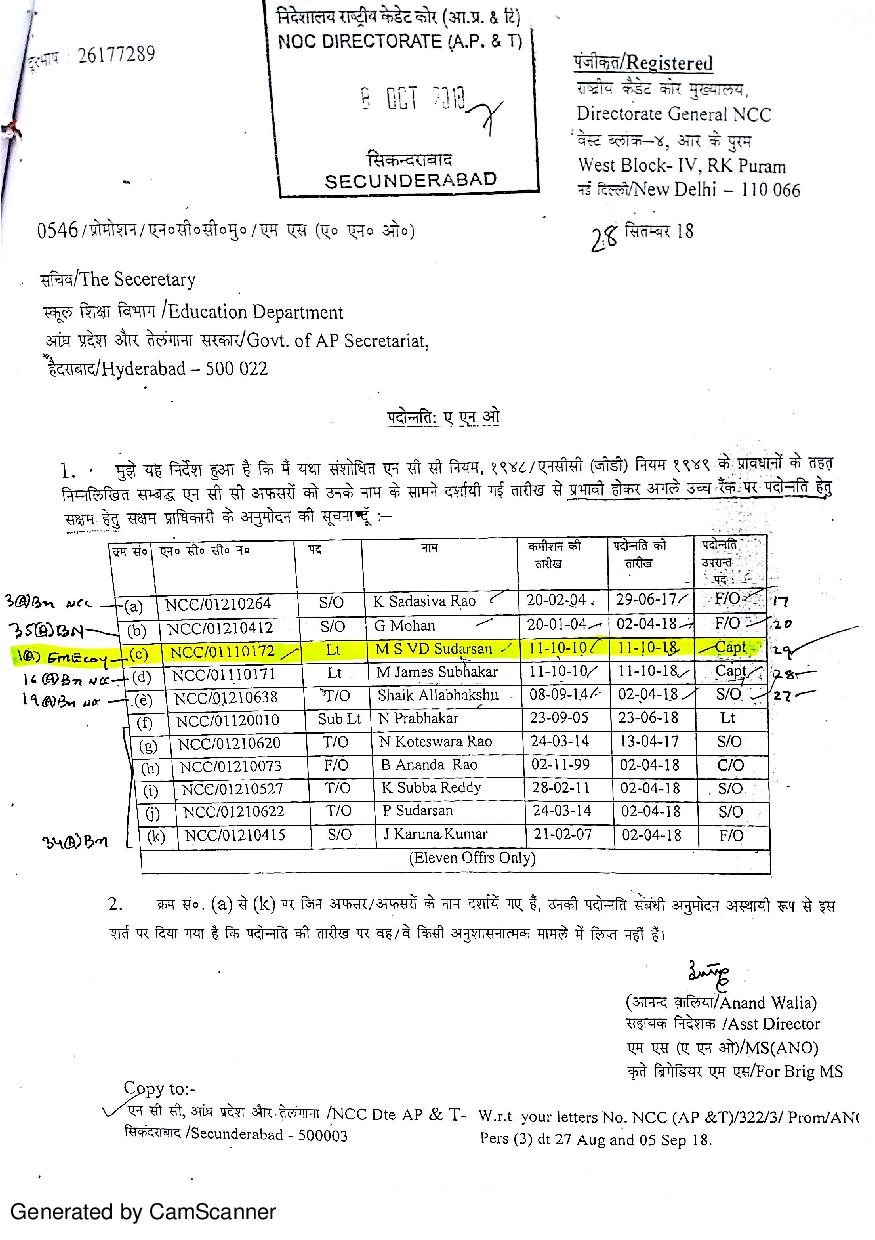 निदेशालय राष्ट्रीय केडेट कोर (आ.प्र. & टि)
NOC DIRECTORATE (A.P. & T)
8 OCT 2018
सिकन्दराबाद
SECUNDERABAD
दूरभाष : 26177289
पंजीकृत/Registered
राष्ट्रीय कैडेट कोर मुख्यालय,
Directorate General NCC
वेस्ट ब्लाक–४, आर के पुरम
West Block- IV, RK Puram
नई दिल्ली/New Delhi – 110 066
0546/प्रोमोशन/एन०सी०सी०मु०/एम एस (ए० एन० ओ०)
28 सितम्बर 18
सचिव/The Seceretary
स्कूल शिक्षा विभाग /Education Department
आंध्र प्रदेश और तेलंगाना सरकार/Govt. of AP Secretariat,
हैदराबाद/Hyderabad – 500 022
पदोन्नति: ए एन ओ
1. मुझे यह निर्देश हुआ है कि मैं यथा संशोधित एन सी सी नियम, १९४८/एनसीसी (जीडी) नियम १९४९ के प्रावधानों के तहत
निम्नलिखित सम्बद्ध एन सी सी अफसरों को उनके नाम के सामने दर्शायी गई तारीख से प्रभावी होकर अगले उच्च रैंक पर पदोन्नति हेतु
सक्षम हेतु सक्षम प्राधिकारी के अनुमोदन की सूचना दूँ :–
क्रम सं० एन० सी० सी० न० पद नाम कमीशन की तारीख पदोन्नति की तारीख पदोन्नति उपरान्त पद
3(A)Bn NCC (a) NCC/01210264 S/O K Sadasiva Rao 20-02-04 29-06-17 F/O 17
35(A)BN (b) NCC/01210412 S/O G Mohan 20-01-04 02-04-18 F/O 20
1(A) EMECoy (c) NCC/01110172 Lt M S VD Sudarsan 11-10-10 11-10-18 Capt 29
16(A)Bn NCC (d) NCC/01110171 Lt M James Subhakar 11-10-10 11-10-18 Capt 28
19(A)Bn NCC (e) NCC/01210638 T/O Shaik Allabhakshu 08-09-14 02-04-18 S/O 27
(f) NCC/01120010 Sub Lt N Prabhakar 23-09-05 23-06-18 Lt
(g) NCC/01210620 T/O N Koteswara Rao 24-03-14 13-04-17 S/O
(h) NCC/01210073 F/O B Ananda Rao 02-11-99 02-04-18 C/O
(i) NCC/01210527 T/O K Subba Reddy 28-02-11 02-04-18 S/O
(j) NCC/01210622 T/O P Sudarsan 24-03-14 02-04-18 S/O
34(A)Bn (k) NCC/01210415 S/O J Karuna Kumar 21-02-07 02-04-18 F/O
(Eleven Offrs Only)
2. क्रम सं०. (a) से (k) पर जिन अफसर/अफसरों के नाम दर्शाये गए हैं, उनकी पदोन्नति संबंधी अनुमोदन अस्थायी रूप से इस
शर्त पर दिया गया है कि पदोन्नति की तारीख पर वह/वे किसी अनुशासनात्मक मामले में लिप्त नहीं हैं।
(आनन्द वालिया/Anand Walia)
सहायक निदेशक /Asst Director
एम एस (ए एन ओ)/MS(ANO)
कृते ब्रिगेडियर एम एस/For Brig MS
Copy to:-
एन सी सी, आंध्र प्रदेश और तेलंगाना /NCC Dte AP & T- W.r.t your letters No. NCC (AP &T)/322/3/ Prom/ANO
सिकंदराबाद /Secunderabad - 500003 Pers (3) dt 27 Aug and 05 Sep 18.
Generated by CamScanner